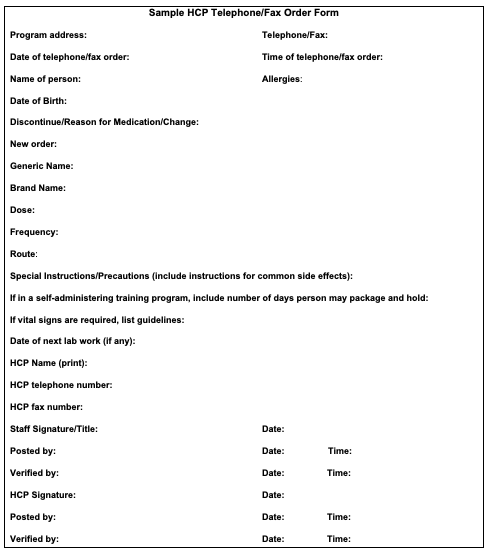 Sample HCP Telephone/Fax Order Form
Program address: Telephone/Fax:
Date of telephone/fax order: Time of telephone/fax order:
Name of person: Allergies:
Date of Birth:
Discontinue/Reason for Medication/Change:
New order:
Generic Name:
Brand Name:
Dose:
Frequency:
Route:
Special Instructions/Precautions (include instructions for common side effects):
If in a self-administering training program, include number of days person may package and hold:
If vital signs are required, list guidelines:
Date of next lab work (if any):
HCP Name (print):
HCP telephone number:
HCP fax number:
Staff Signature/Title: Date:
Posted by: Date: Time:
Verified by: Date: Time:
HCP Signature: Date:
Posted by: Date: Time:
Verified by: Date: Time: